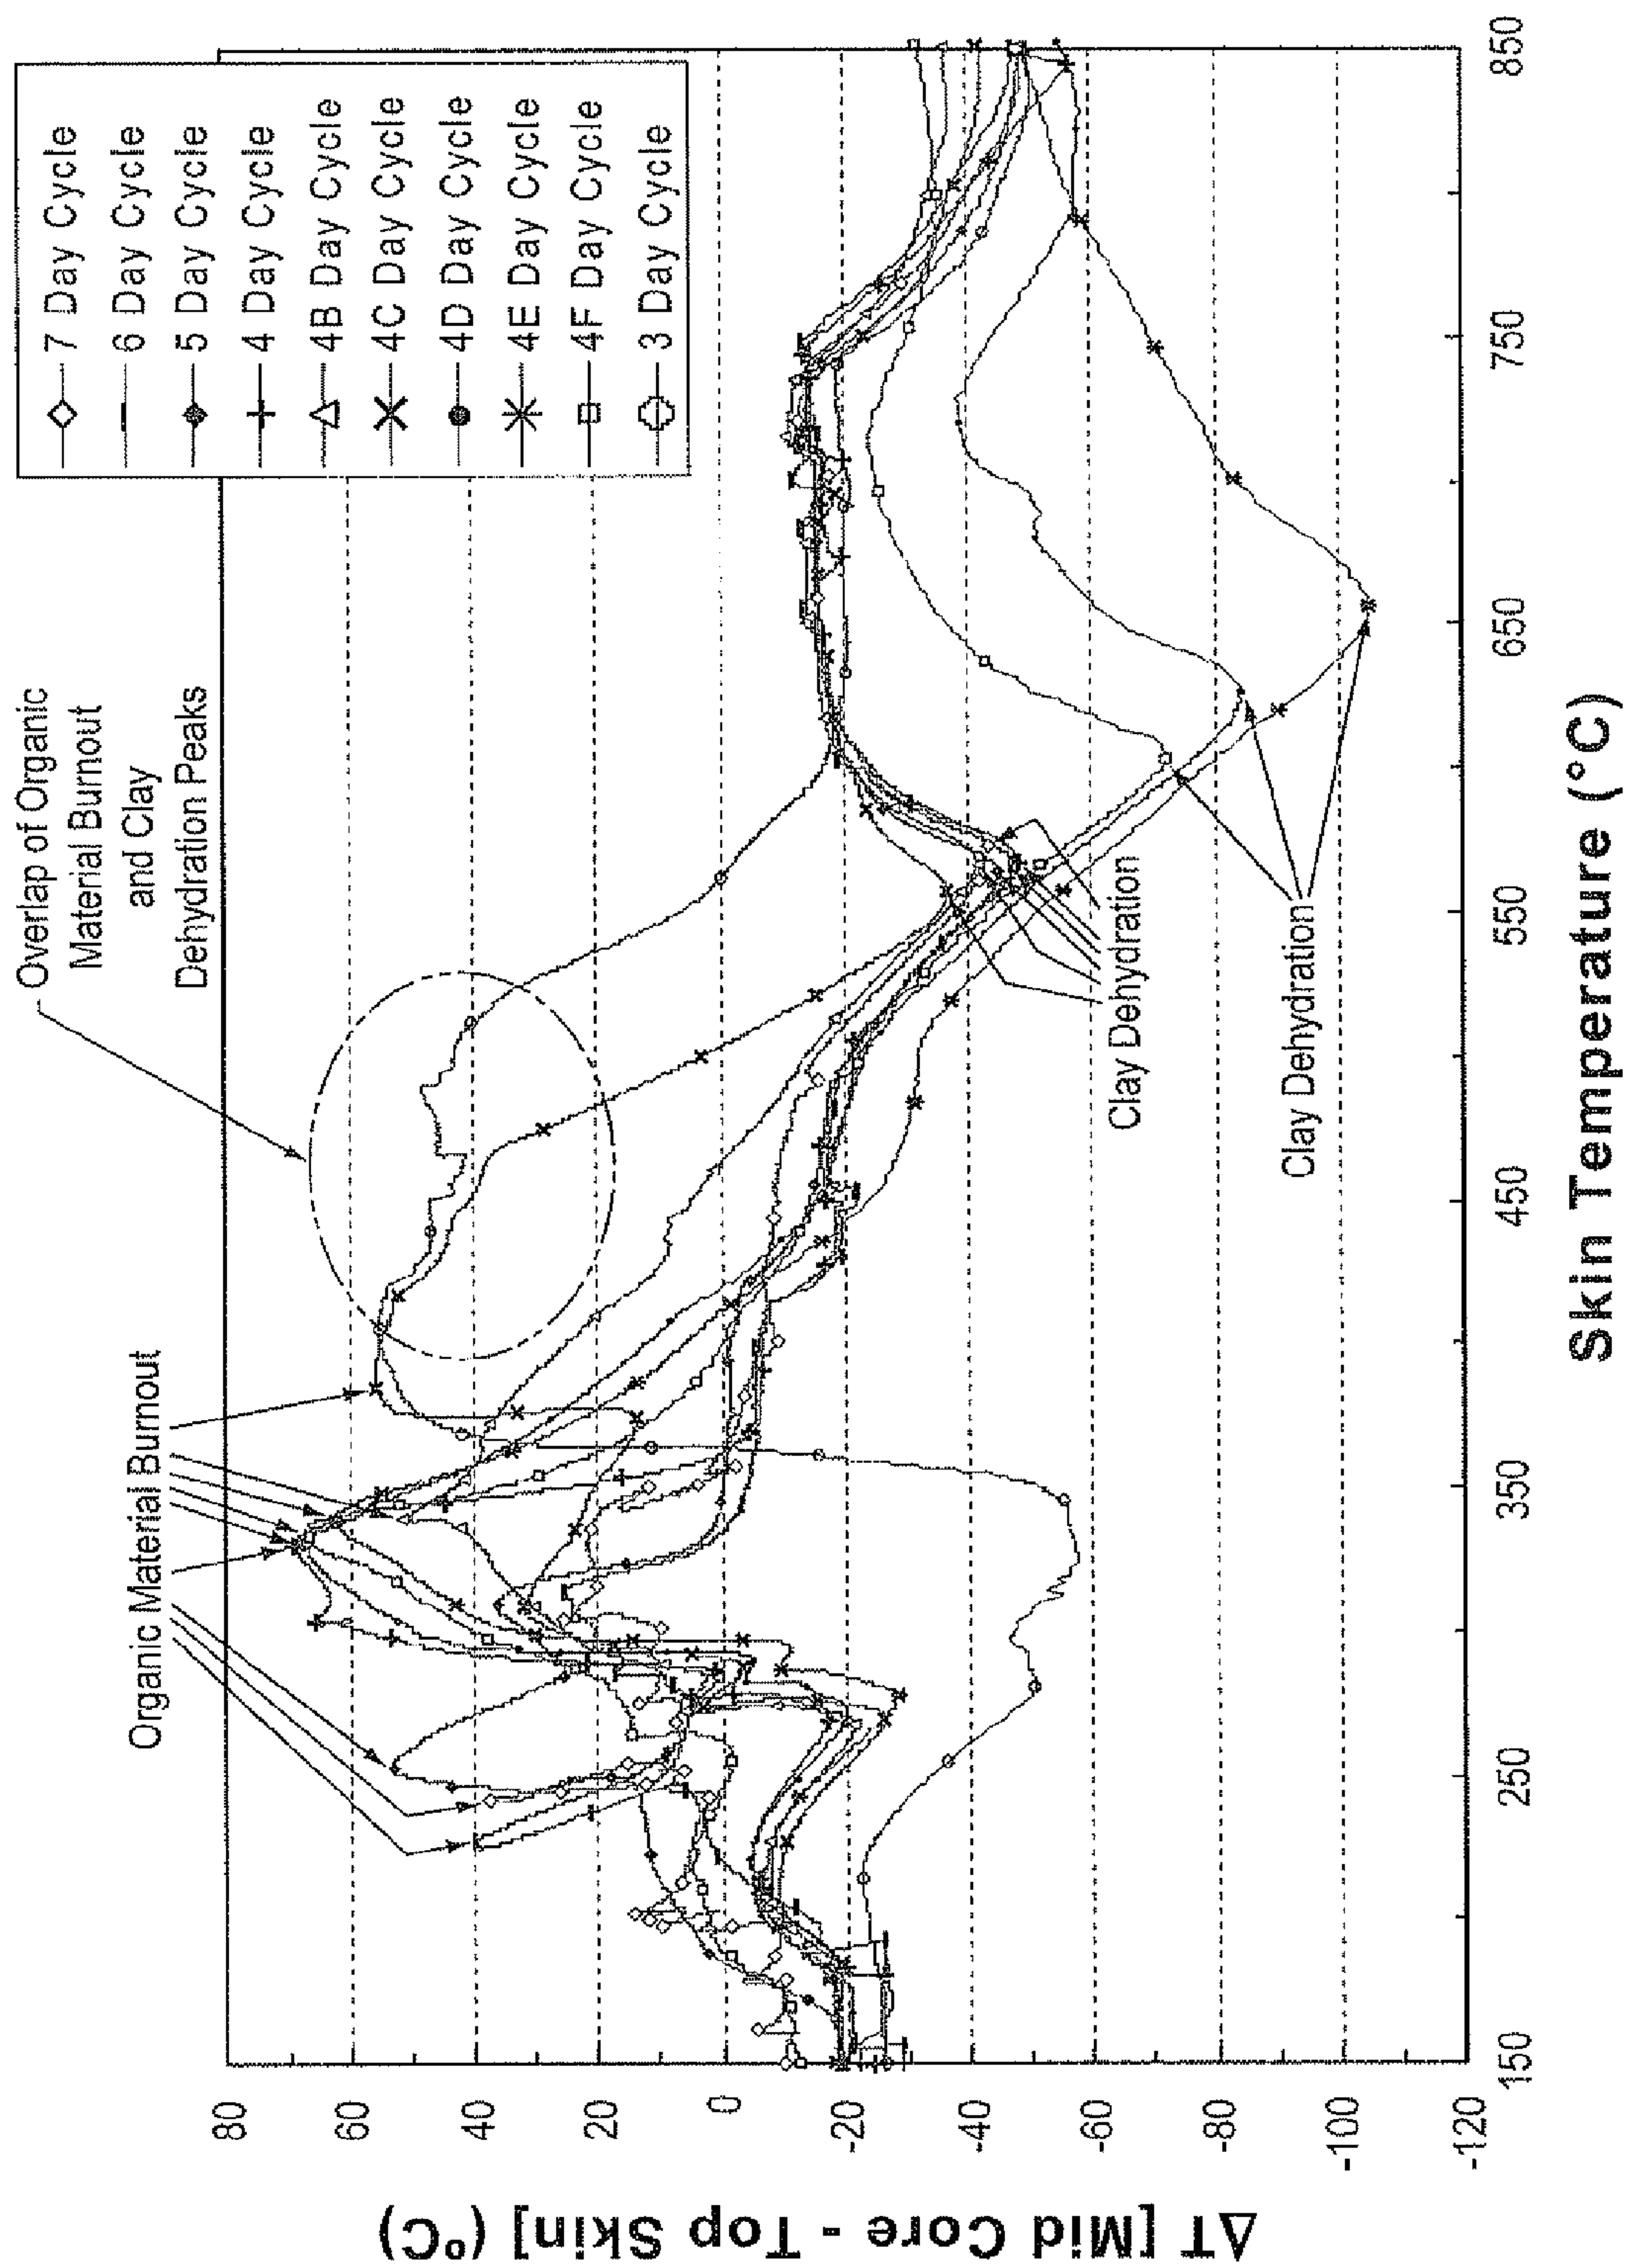 Overlap of Organic
Material Burnout
and Clay
Dehydration Peaks
Organic Material Burnout
7 Day Cycle
6 Day Cycle
5 Day Cycle
4 Day Cycle
4B Day Cycle
4C Day Cycle
4D Day Cycle
4E Day Cycle
4F Day Cycle
3 Day Cycle
Clay Dehydration
Clay Dehydration
80
60
40
20
0
-20
-40
-60
-80
-100
-120
150
250
350
450
550
650
750
850
ΔT [Mid Core - Top Skin] (°C)
Skin Temperature (°C)